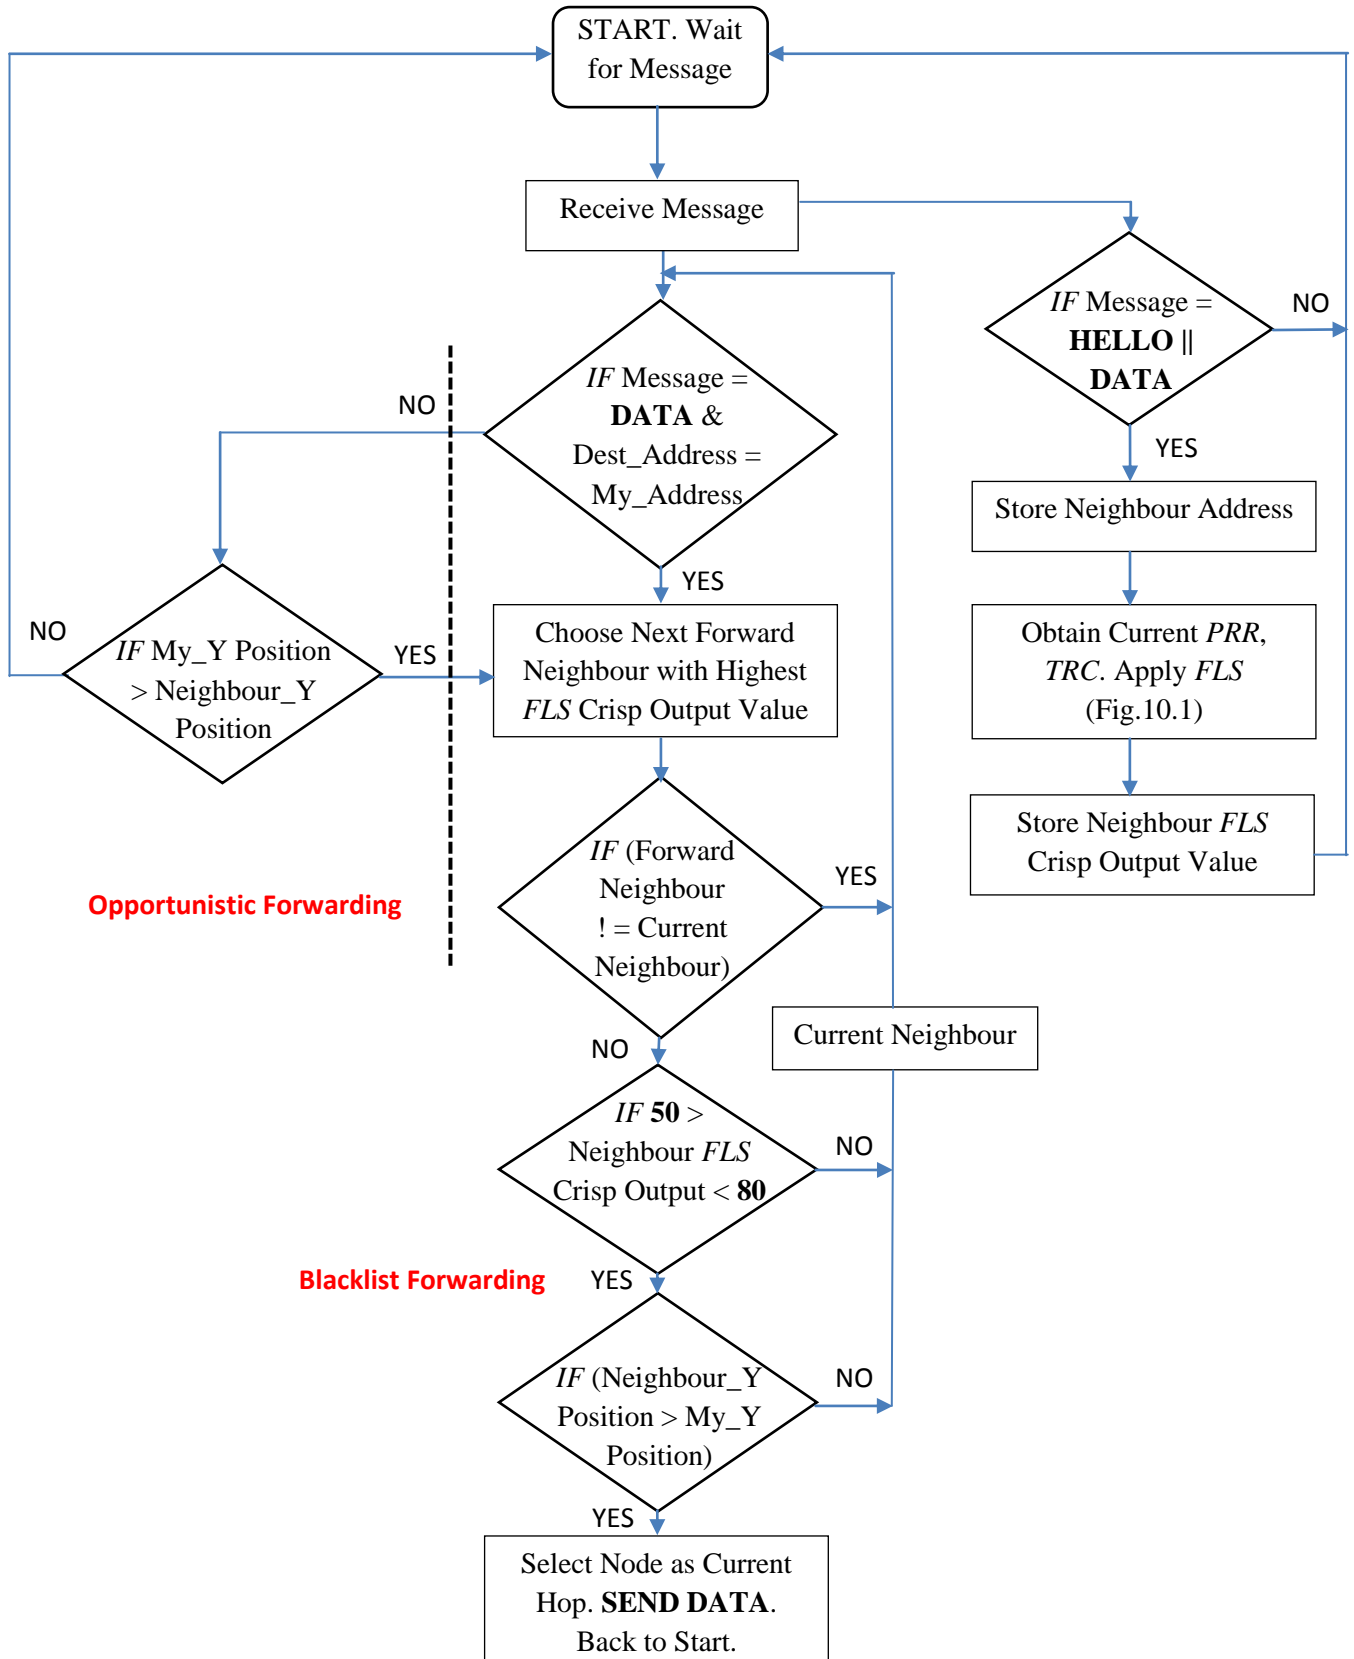 START. Wait
for Message
Receive Message
IF Message =
HELLO ||
DATA
NO
YES
Store Neighbour Address
Obtain Current PRR,
TRC. Apply FLS
(Fig.10.1)
Store Neighbour FLS
Crisp Output Value
IF Message =
DATA &
Dest_Address =
My_Address
NO
YES
IF My_Y Position
> Neighbour_Y
Position
NO
YES
Choose Next Forward
Neighbour with Highest
FLS Crisp Output Value
Opportunistic Forwarding
IF (Forward
Neighbour
! = Current
Neighbour)
YES
NO
Current Neighbour
IF 50 >
Neighbour FLS
Crisp Output < 80
NO
Blacklist Forwarding
YES
IF (Neighbour_Y
Position > My_Y
Position)
NO
YES
Select Node as Current
Hop. SEND DATA.
Back to Start.